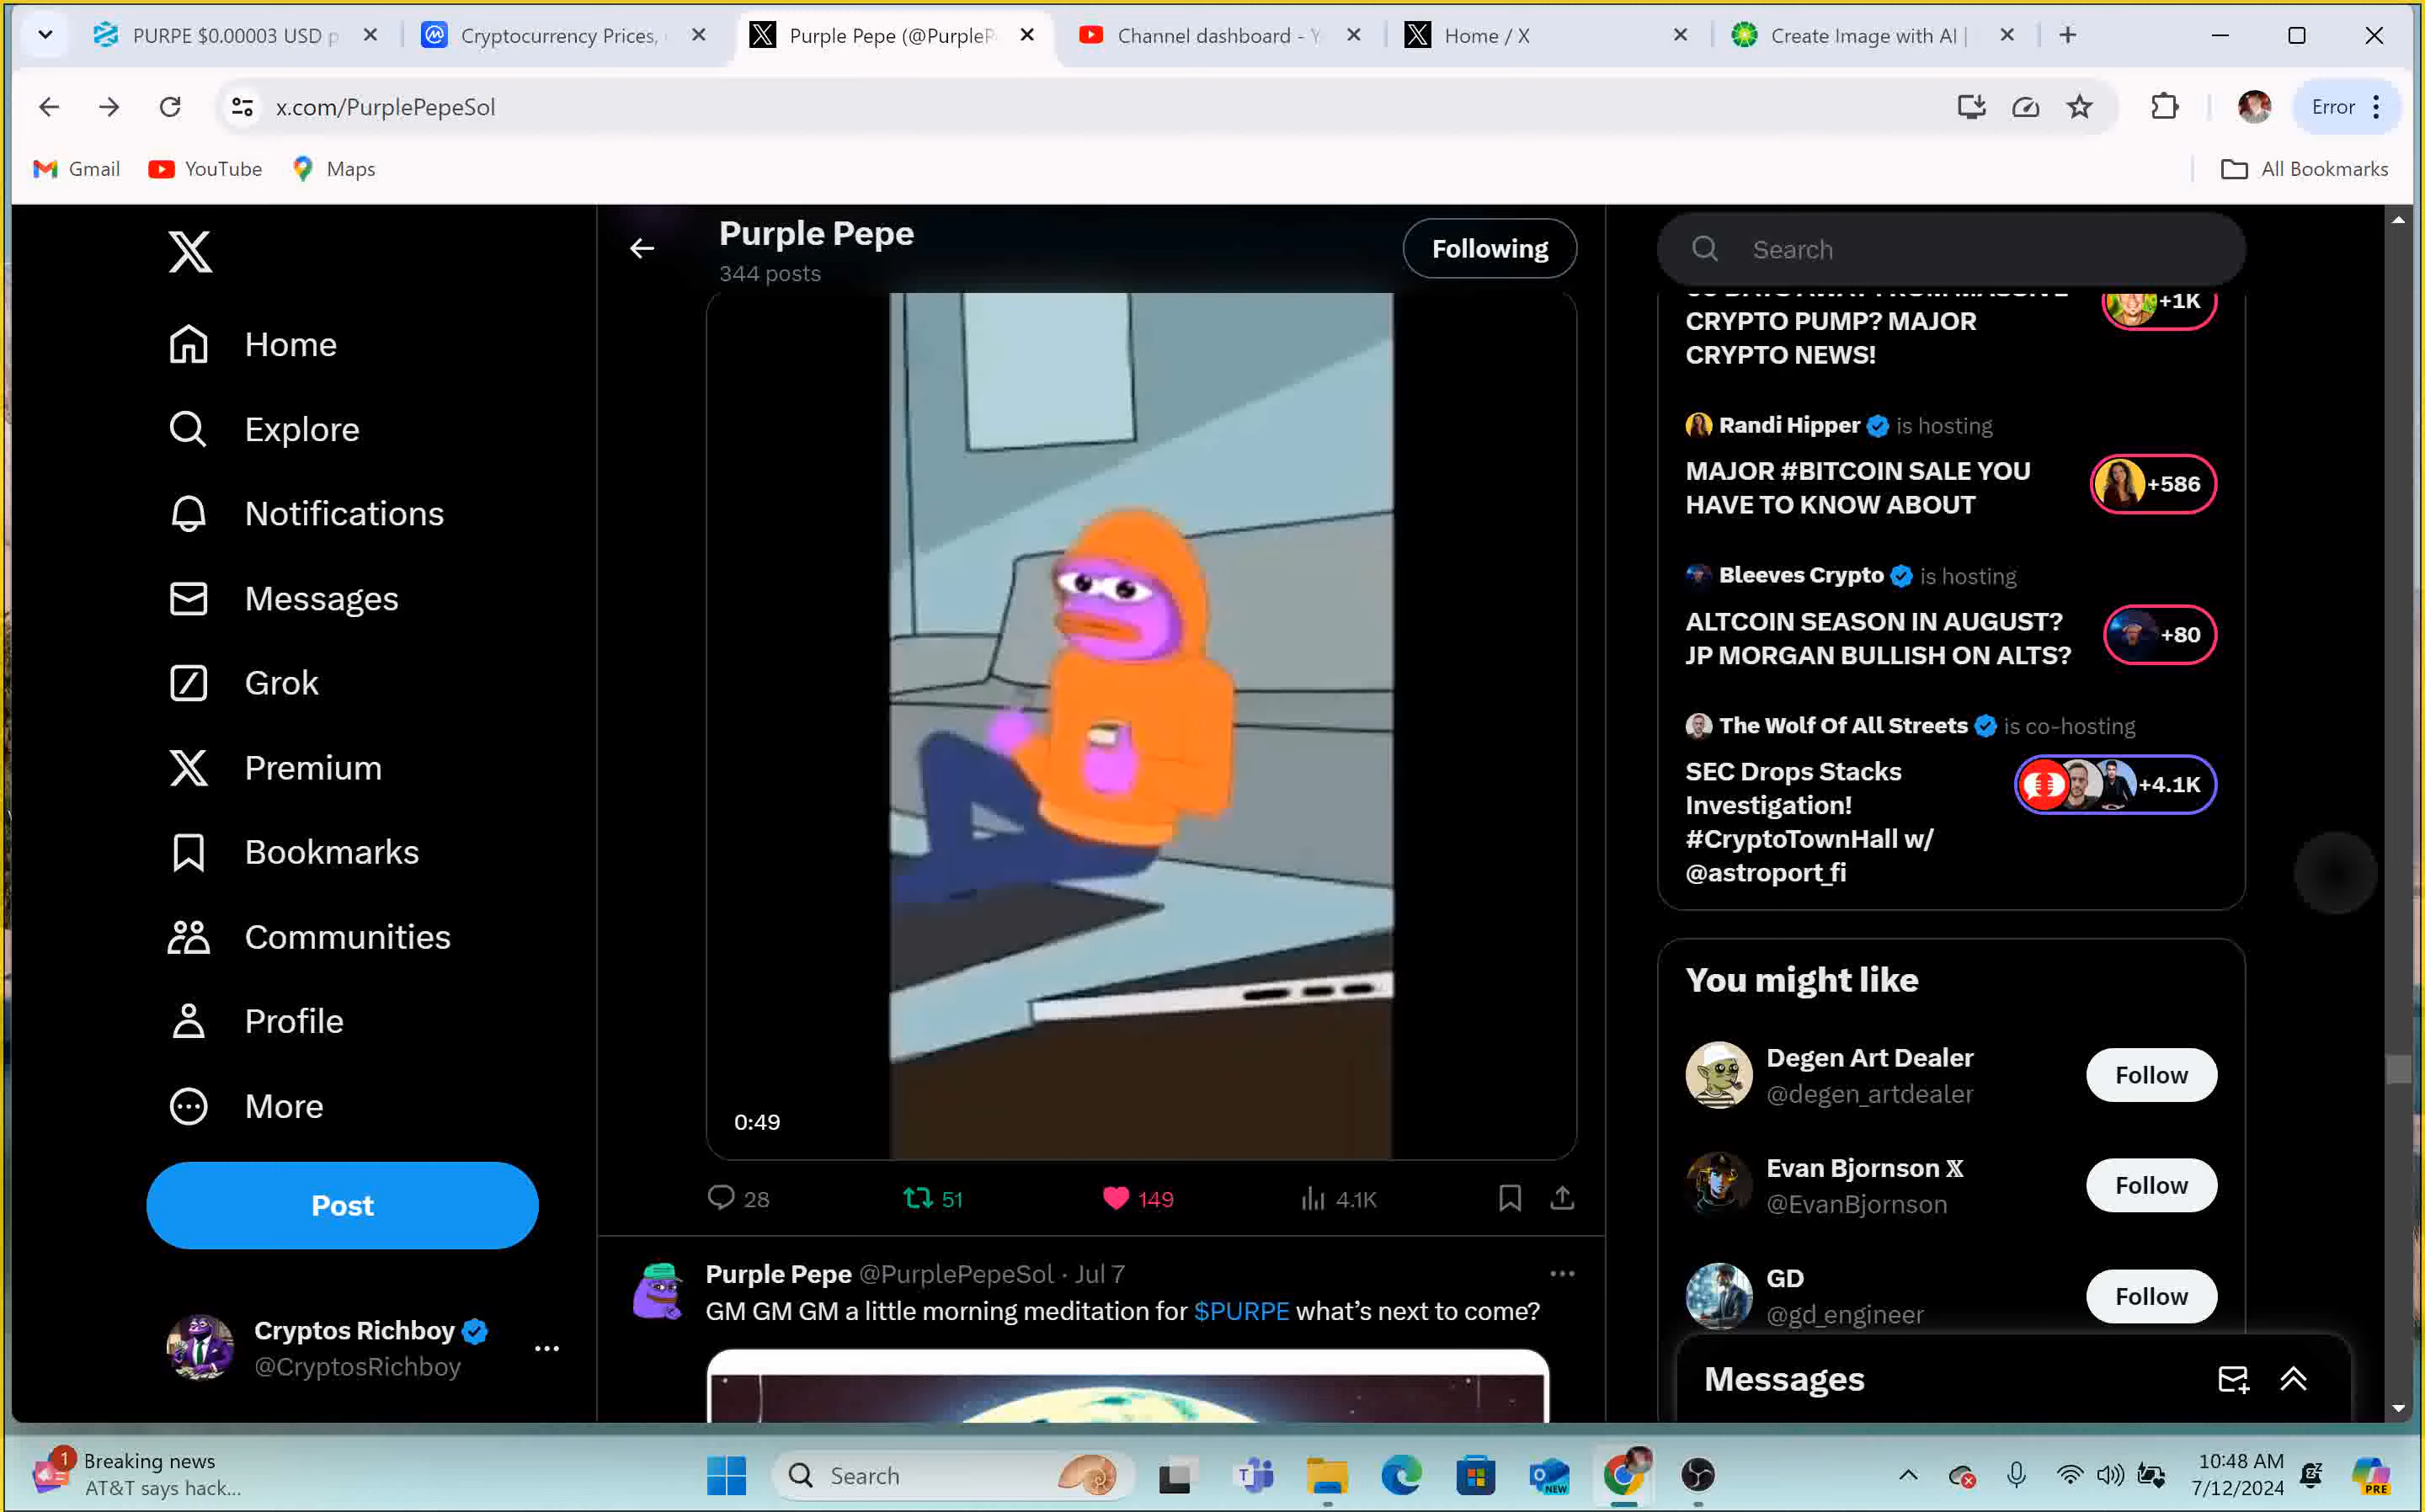 PURPE $0.00003 USD p
Cryptocurrency Prices,
Purple Pepe (@PurpleP
Channel dashboard - Y
Home / X
Create Image with AI |
x.com/PurplePepeSol
Error
Gmail
YouTube
Maps
All Bookmarks
Home
Explore
Notifications
Messages
Grok
Premium
Bookmarks
Communities
Profile
More
Post
Cryptos Richboy
@CryptosRichboy
Purple Pepe
344 posts
Following
0:49
28
51
149
4.1K
Purple Pepe @PurplePepeSol · Jul 7
GM GM GM a little morning meditation for $PURPE what’s next to come?
Search
+1K
CRYPTO PUMP? MAJOR
CRYPTO NEWS!
Randi Hipper is hosting
MAJOR #BITCOIN SALE YOU
HAVE TO KNOW ABOUT
+586
Bleeves Crypto is hosting
ALTCOIN SEASON IN AUGUST?
JP MORGAN BULLISH ON ALTS?
+80
The Wolf Of All Streets is co-hosting
SEC Drops Stacks
Investigation!
#CryptoTownHall w/
@astroport_fi
+4.1K
You might like
Degen Art Dealer
@degen_artdealer
Follow
Evan Bjornson 𝕏
@EvanBjornson
Follow
GD
@gd_engineer
Follow
Messages
1
Breaking news
AT&T says hack...
Search
NEW
10:48 AM
7/12/2024
PRE